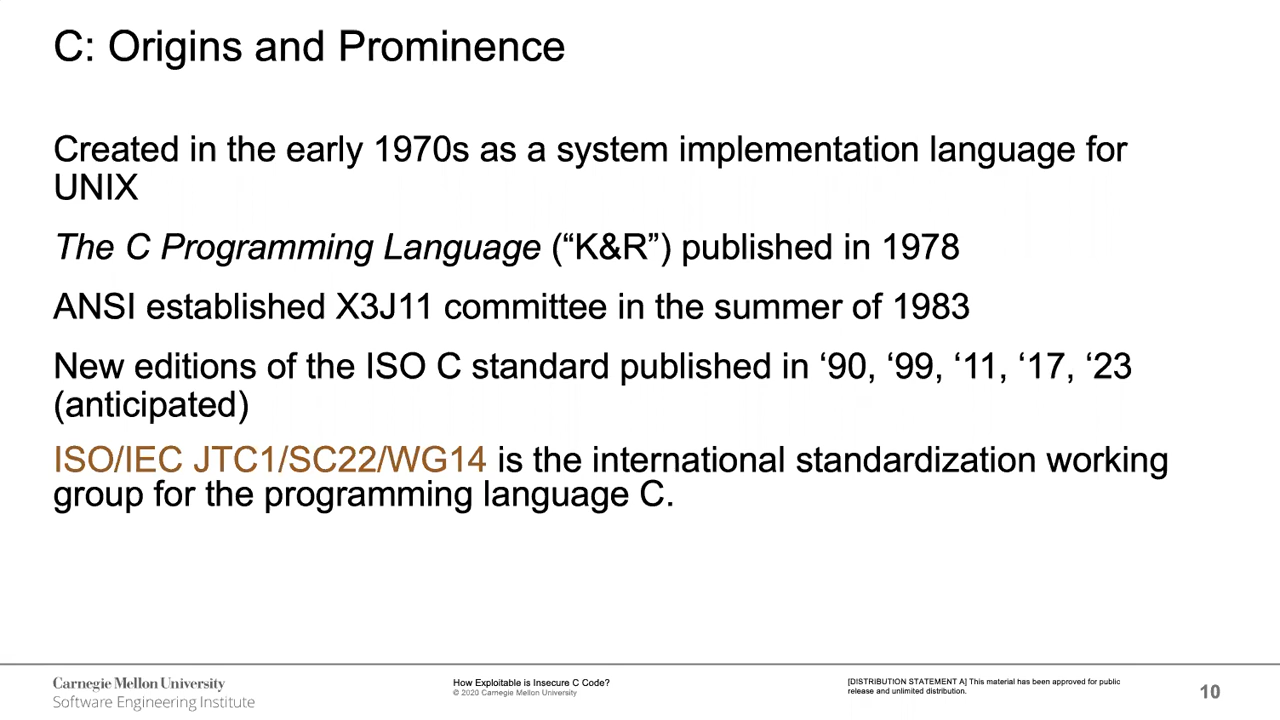 C: Origins and Prominence
Created in the early 1970s as a system implementation language for
UNIX
The C Programming Language (“K&R”) published in 1978
ANSI established X3J11 committee in the summer of 1983
New editions of the ISO C standard published in ‘90, ‘99, ‘11, ‘17, ‘23
(anticipated)
ISO/IEC JTC1/SC22/WG14 is the international standardization working
group for the programming language C.
Carnegie Mellon University
Software Engineering Institute
How Exploitable is Insecure C Code?
© 2020 Carnegie Mellon University
[DISTRIBUTION STATEMENT A] This material has been approved for public
release and unlimited distribution.
10